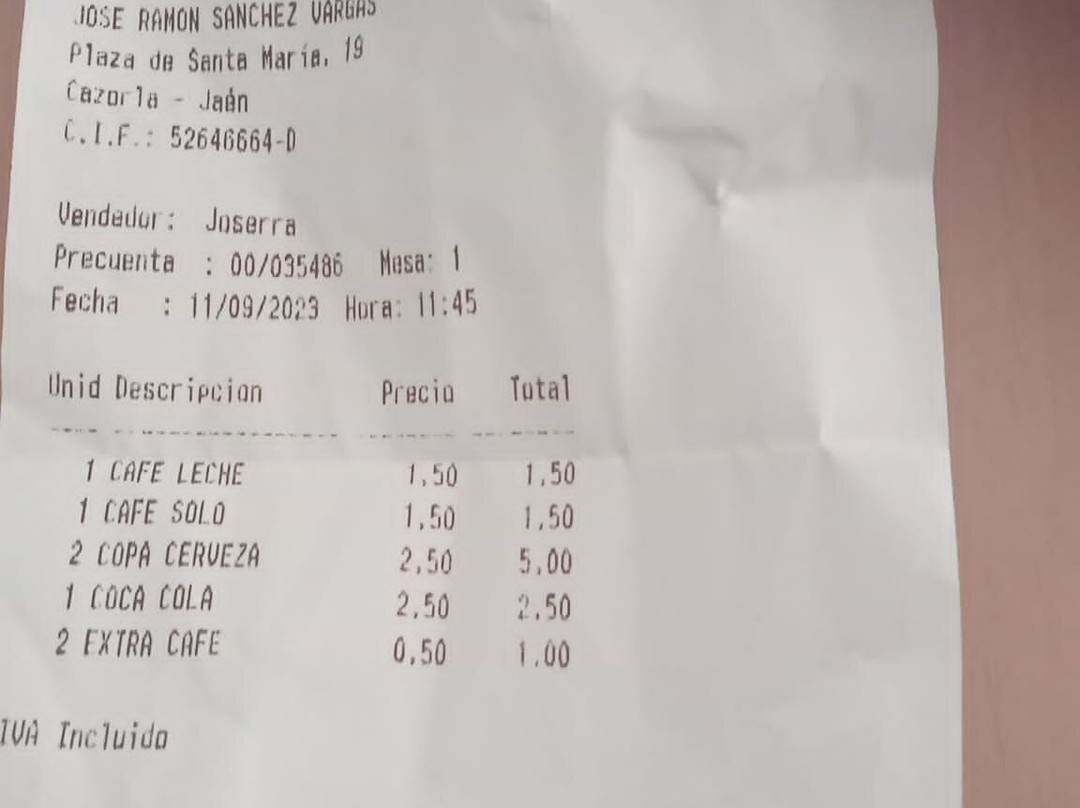 JOSE RAMON SANCHEZ VARGAS
Plaza de Santa María, 19
Cazorla - Jaén
C.I.F.: 52646664-D
Vendedor: Joserra
Precuenta : 00/035486 Mesa: 1
Fecha : 11/09/2023 Hora: 11:45
Unid Descripcion Precio Total
1 CAFE LECHE 1,50 1,50
1 CAFE SOLO 1,50 1,50
2 COPA CERVEZA 2,50 5,00
1 COCA COLA 2,50 2,50
2 EXTRA CAFE 0,50 1,00
IVA Incluido